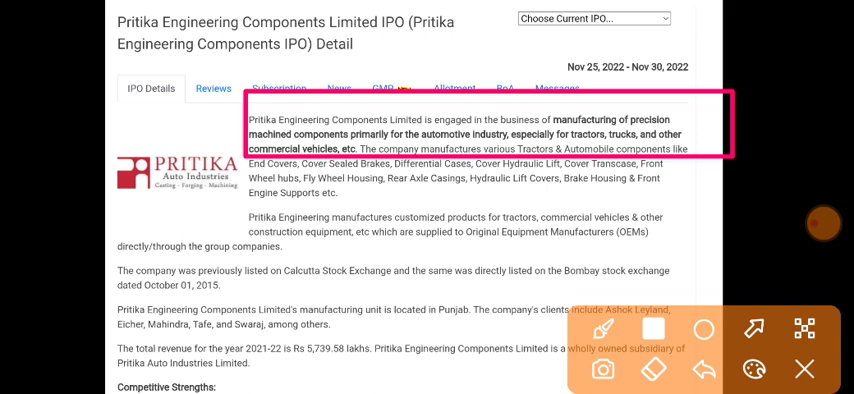 Pritika Engineering Components Limited IPO (Pritika
Engineering Components IPO) Detail
Choose Current IPO...
Nov 25, 2022 - Nov 30, 2022
IPO Details Reviews Subscription News GMP Allotment RoA Messages
Pritika Engineering Components Limited is engaged in the business of manufacturing of precision
machined components primarily for the automotive industry, especially for tractors, trucks, and other
commercial vehicles, etc. The company manufactures various Tractors & Automobile components like
End Covers, Cover Sealed Brakes, Differential Cases, Cover Hydraulic Lift, Cover Transcase, Front
Wheel hubs, Fly Wheel Housing, Rear Axle Casings, Hydraulic Lift Covers, Brake Housing & Front
Engine Supports etc.
PRITIKA
Auto Industries
Casting - Forging - Machining
Pritika Engineering manufactures customized products for tractors, commercial vehicles & other
construction equipment, etc which are supplied to Original Equipment Manufacturers (OEMs)
directly/through the group companies.
The company was previously listed on Calcutta Stock Exchange and the same was directly listed on the Bombay stock exchange
dated October 01, 2015.
Pritika Engineering Components Limited's manufacturing unit is located in Punjab. The company's clients include Ashok Leyland,
Eicher, Mahindra, Tafe, and Swaraj, among others.
The total revenue for the year 2021-22 is Rs 5,739.58 lakhs. Pritika Engineering Components Limited is a wholly owned subsidiary of
Pritika Auto Industries Limited.
Competitive Strengths: